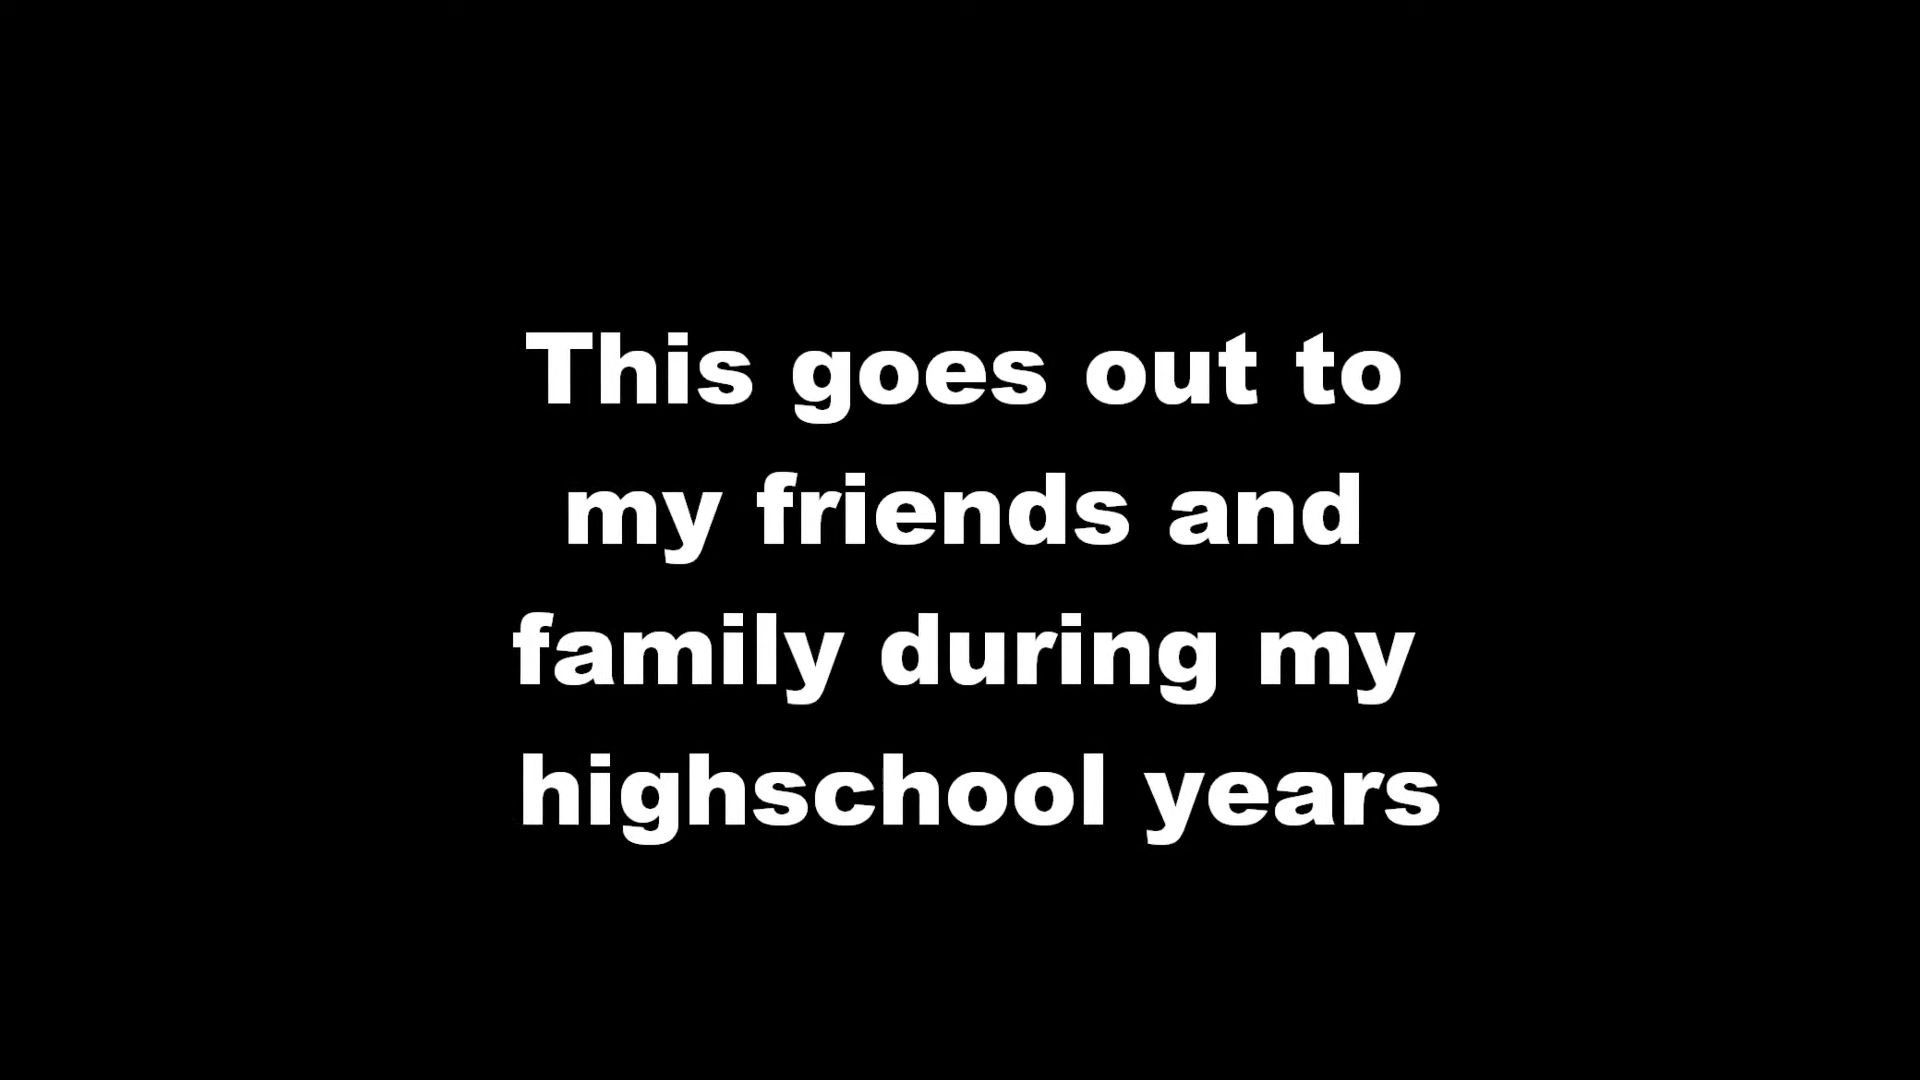 This goes out to
my friends and
family during my
highschool years